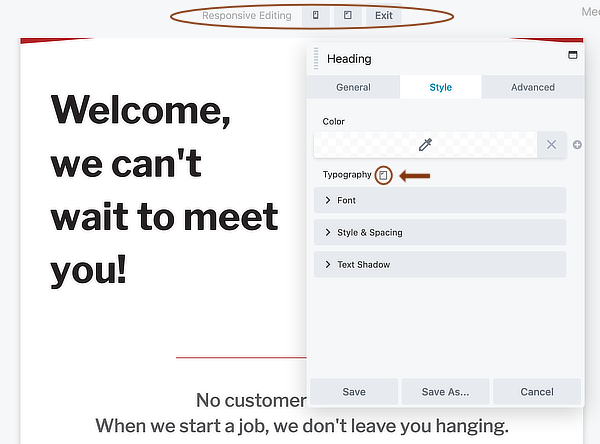 Responsive Editing Exit
Welcome,
we can't
wait to meet
you!
No customer
When we start a job, we don't leave you hanging.
Heading
General Style Advanced
Color
Typography
Font
Style & Spacing
Text Shadow
Save Save As... Cancel